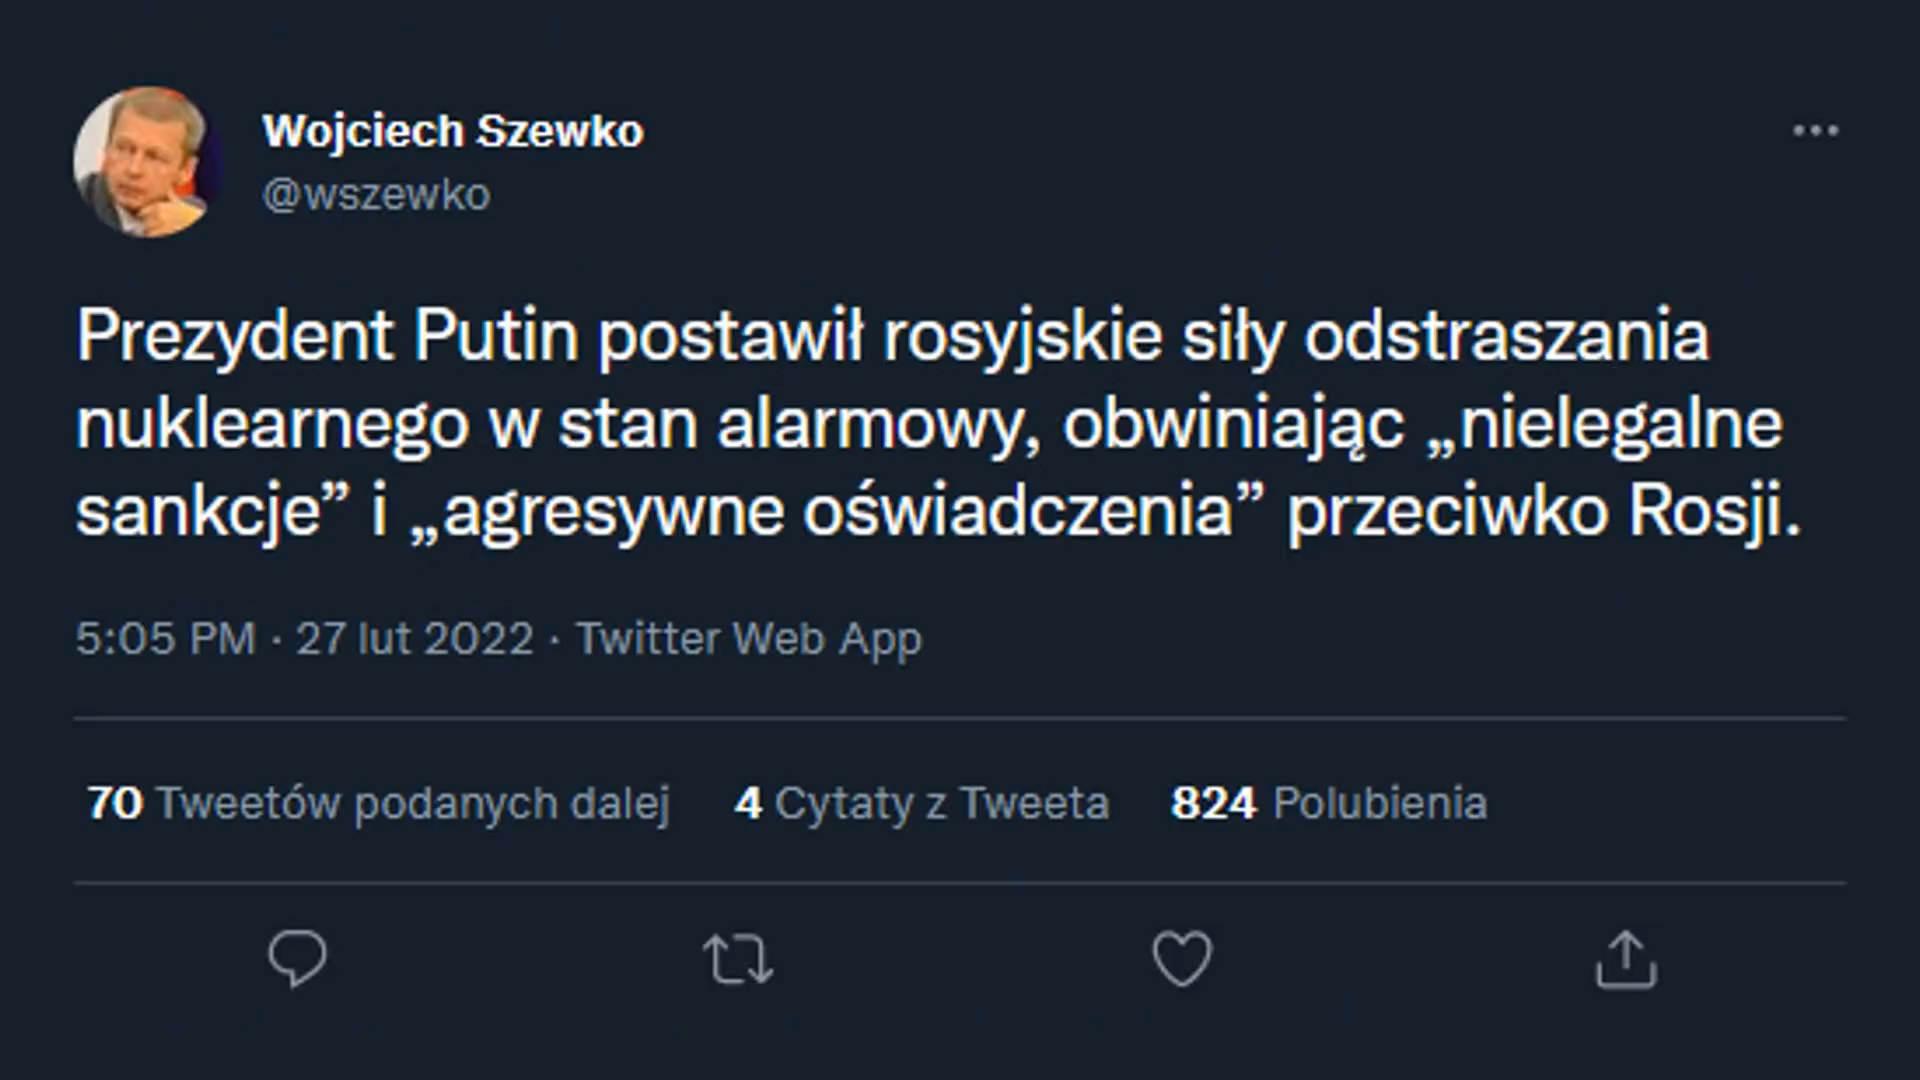 Wojciech Szewko
@wszewko
Prezydent Putin postawił rosyjskie siły odstraszania
nuklearnego w stan alarmowy, obwiniając „nielegalne
sankcje” i „agresywne oświadczenia” przeciwko Rosji.
5:05 PM · 27 lut 2022 · Twitter Web App
70 Tweetów podanych dalej 4 Cytaty z Tweeta 824 Polubienia